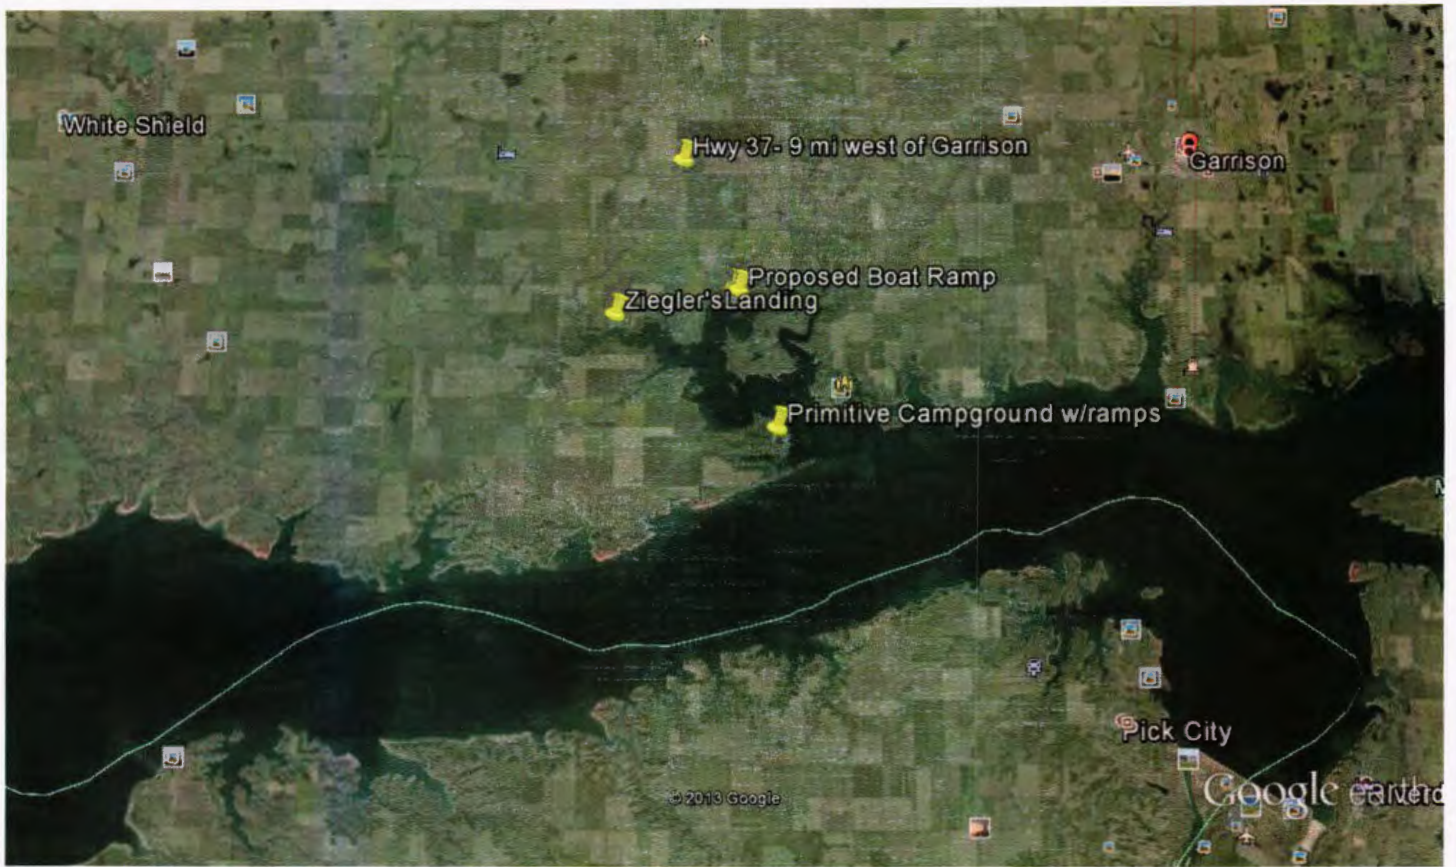 White Shield
Hwy 37- 9 mi west of Garrison
Garrison
Proposed Boat Ramp
Ziegler'sLanding
Primitive Campground w/ramps
Pick City
© 2013 Google
Google earth